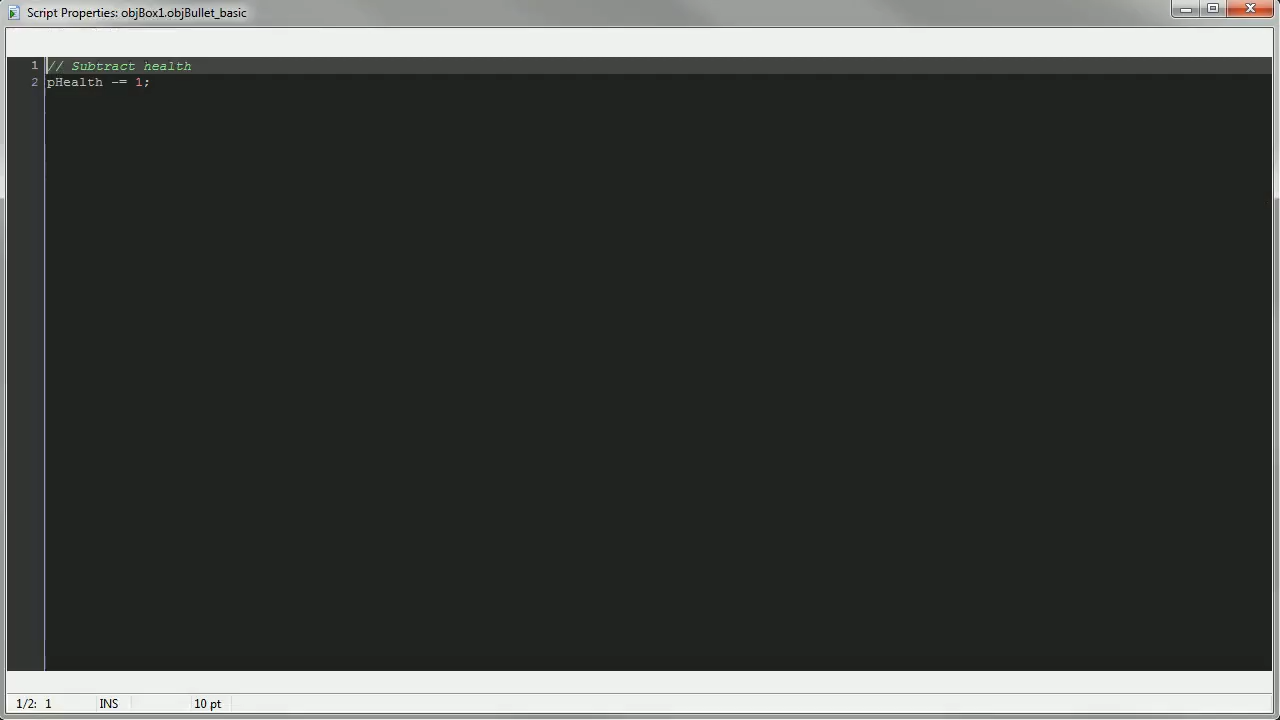 Script Properties: objBox1.objBullet_basic
1 // Subtract health
2 pHealth -= 1;
1/2: 1 INS 10 pt